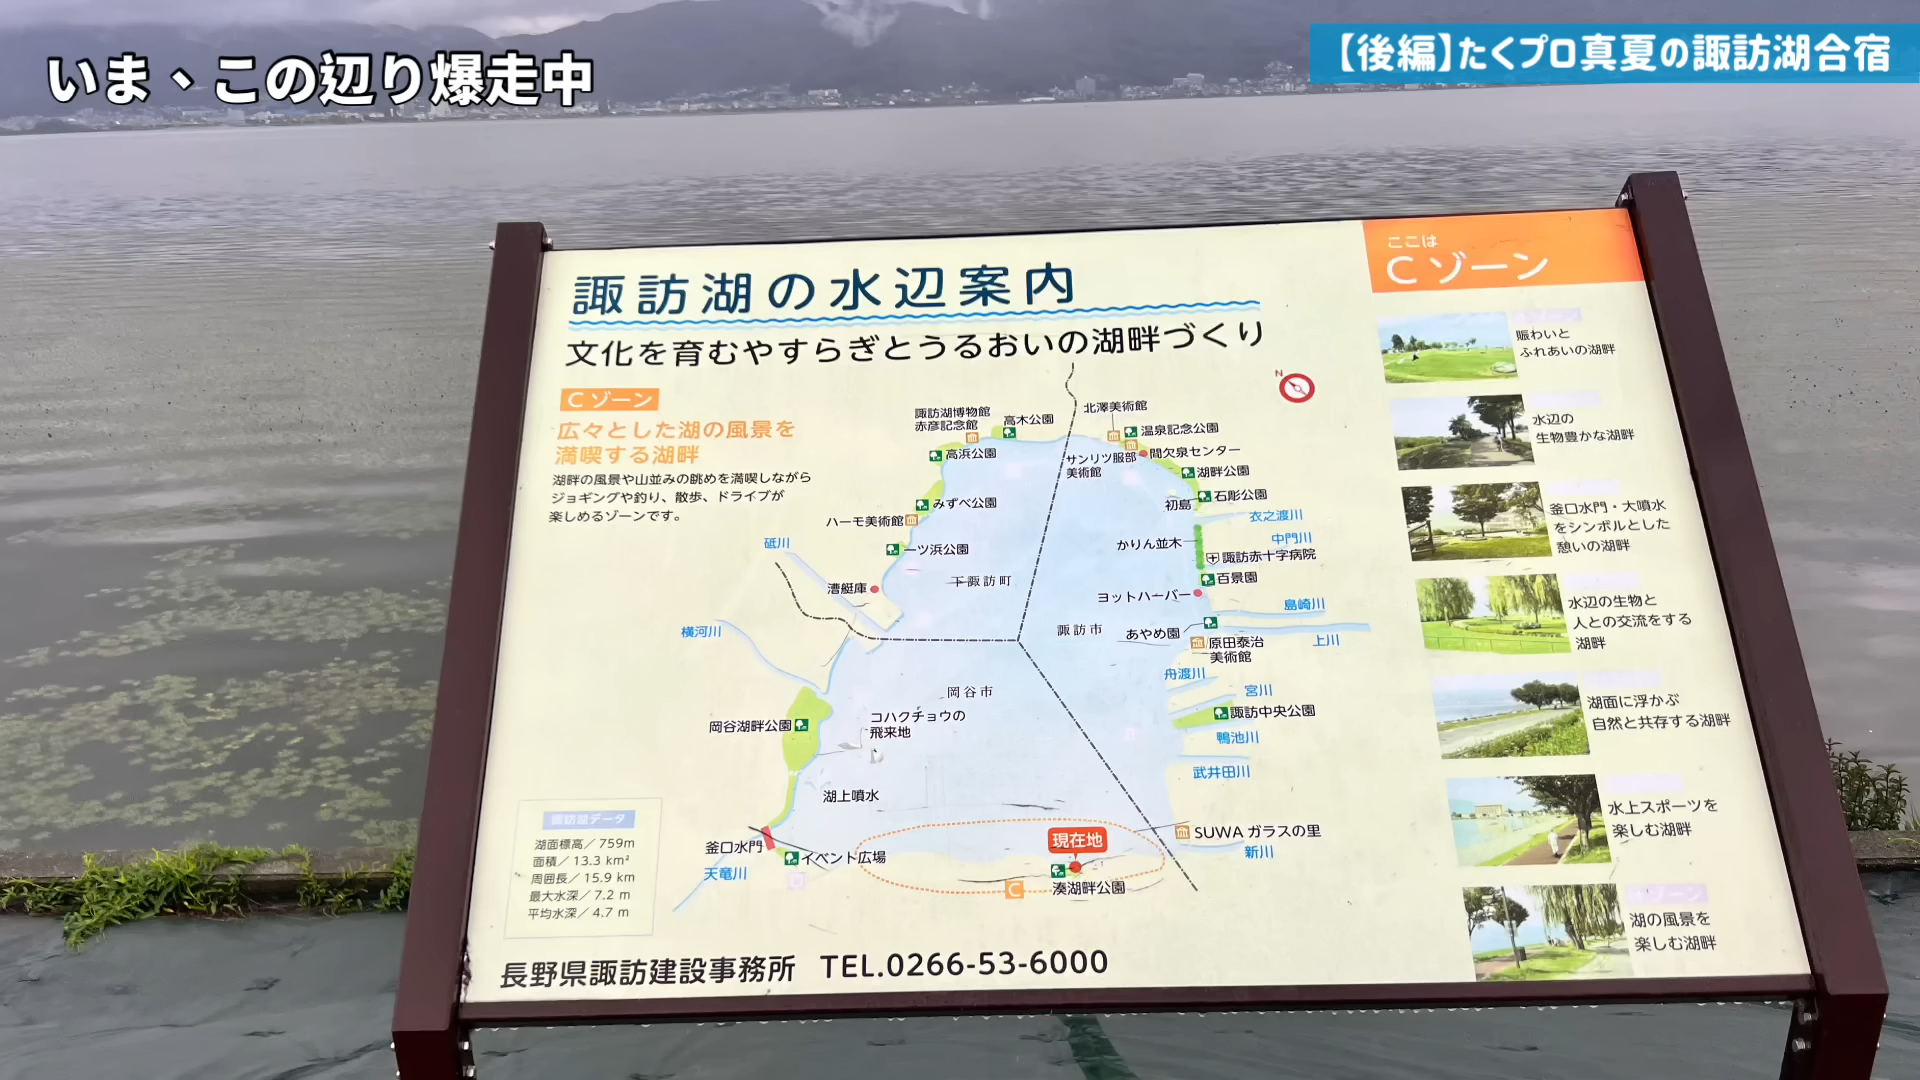 いま、この辺り爆走中
【後編】たくプロ真夏の諏訪湖合宿
諏訪湖の水辺案内
文化を育むやすらぎとうるおいの湖畔づくり
Cゾーン
広々とした湖の風景を
満喫する湖畔
湖畔の風景や山並みの眺めを満喫しながら
ジョギングや釣り、散歩、ドライブが
楽しめるゾーンです。
N
諏訪湖博物館
赤彦記念館
高木公園
北澤美術館
温泉記念公園
高浜公園
サンリツ服部
美術館
間欠泉センター
湖畔公園
みずべ公園
石彫公園
初島
ハーモ美術館
衣之渡川
砥川
一ツ浜公園
かりん並木
中門川
諏訪赤十字病院
下諏訪町
百景園
漕艇庫
ヨットハーバー
島崎川
横河川
諏訪市
あやめ園
上川
原田泰治
美術館
舟渡川
岡谷市
宮川
コハクチョウの
飛来地
諏訪中央公園
岡谷湖畔公園
鴨池川
武井田川
湖上噴水
釜口水門
イベント広場
天竜川
現在地
SUWAガラスの里
新川
C
湊湖畔公園
諏訪湖データ
湖面標高／759m
面積／13.3 km²
周囲長／15.9 km
最大水深／7.2 m
平均水深／4.7 m
長野県諏訪建設事務所 TEL.0266-53-6000
ここは
Cゾーン
賑わいと
ふれあいの湖畔
水辺の
生物豊かな湖畔
釜口水門・大噴水
をシンボルとした
憩いの湖畔
水辺の生物と
人との交流をする
湖畔
湖面に浮かぶ
自然と共存する湖畔
水上スポーツを
楽しむ湖畔
湖の風景を
楽しむ湖畔